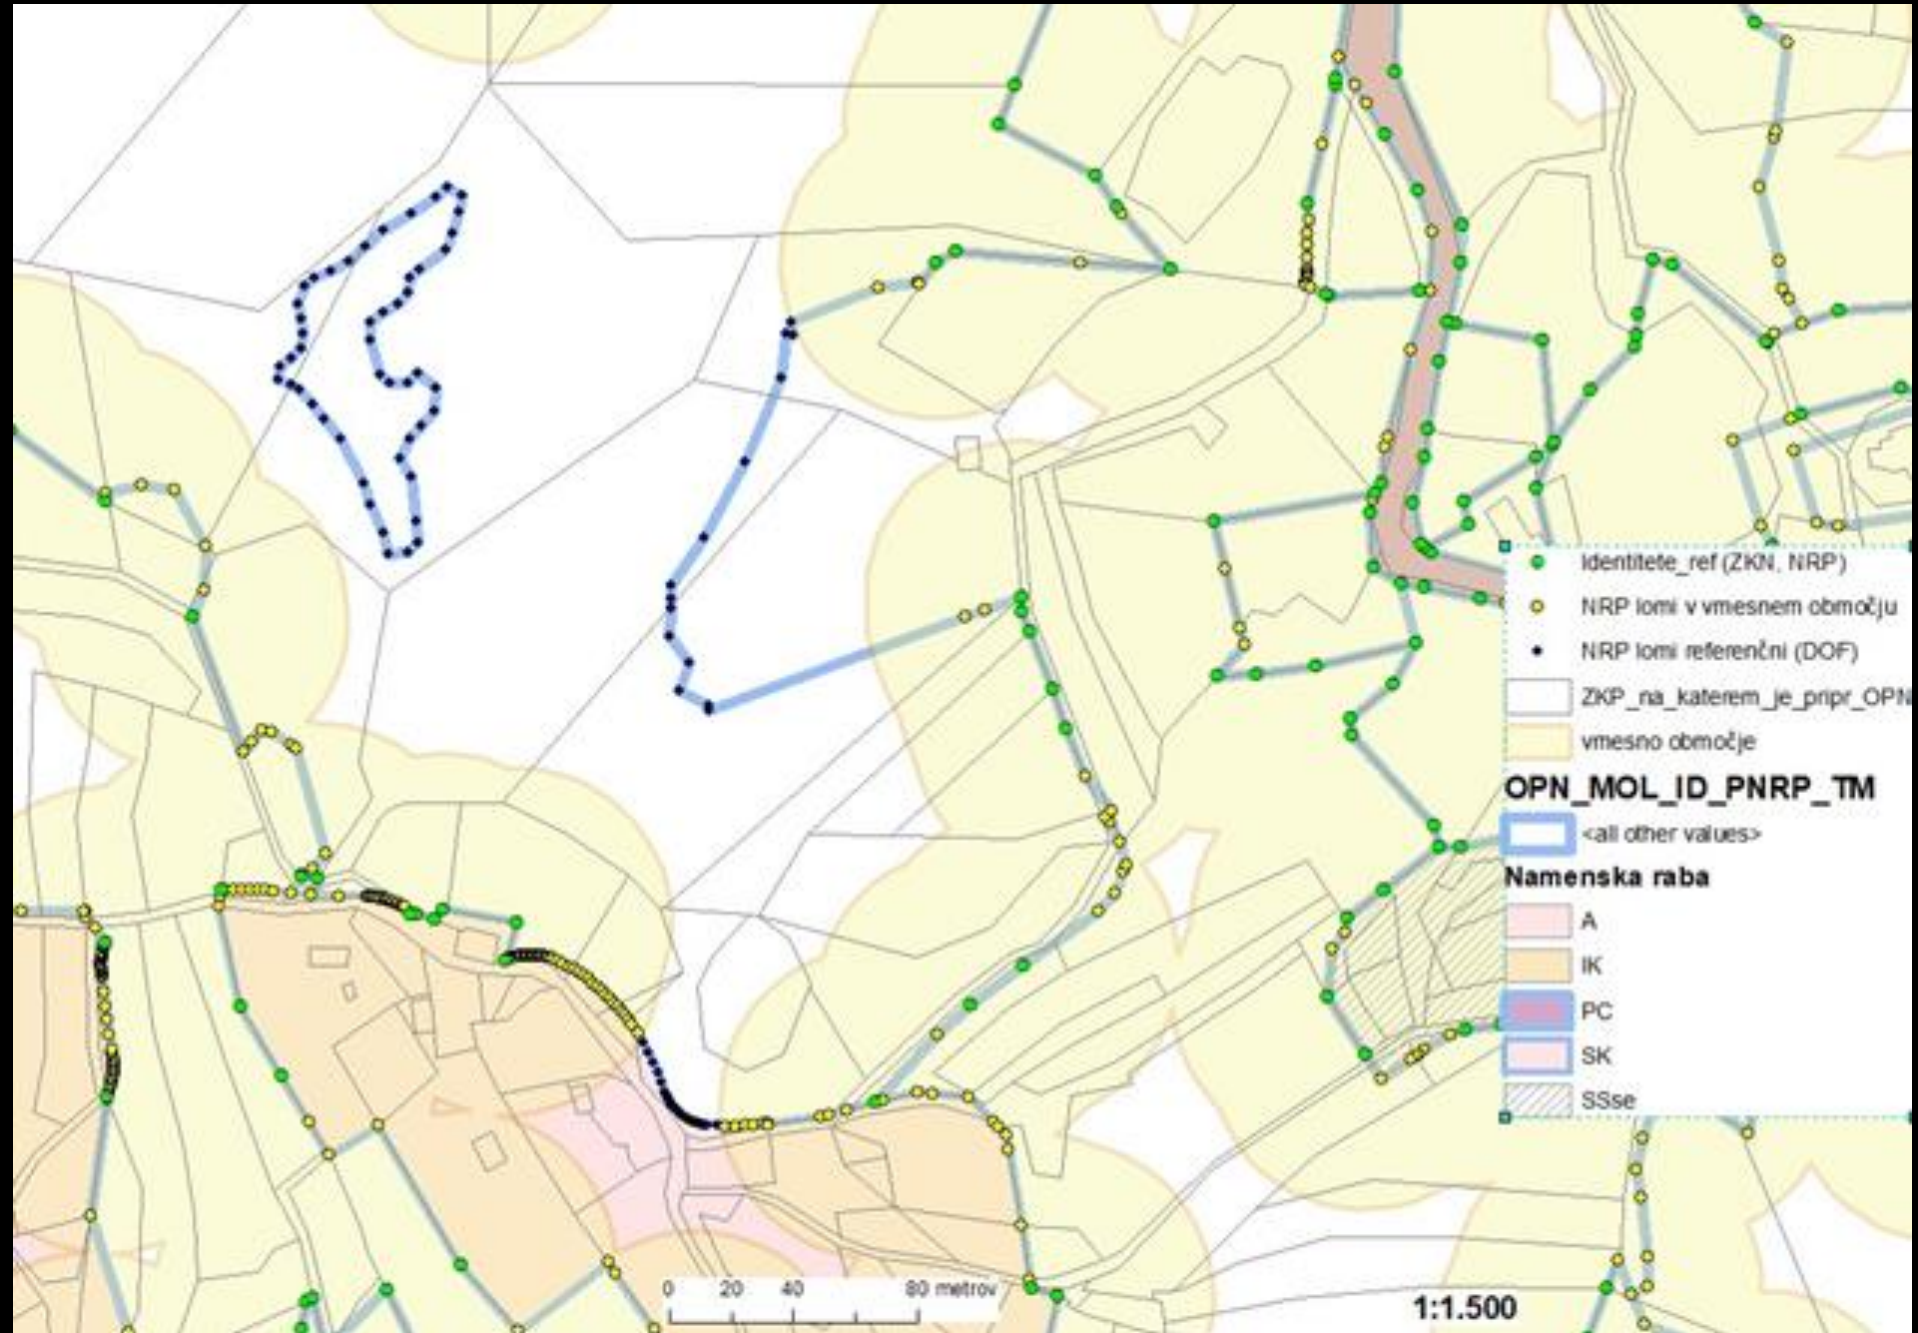 Identitete_ref (ZKN, NRP)
NRP lomi v vmesnem območju
NRP lomi referenčni (DOF)
ZKP_na_katerem_je_pripr_OPN
vmesno območje
OPN_MOL_ID_PNRP_TM
<all other values>
Namenska raba
A
IK
PC
SK
SSse
0 20 40 80 metrov
1:1.500